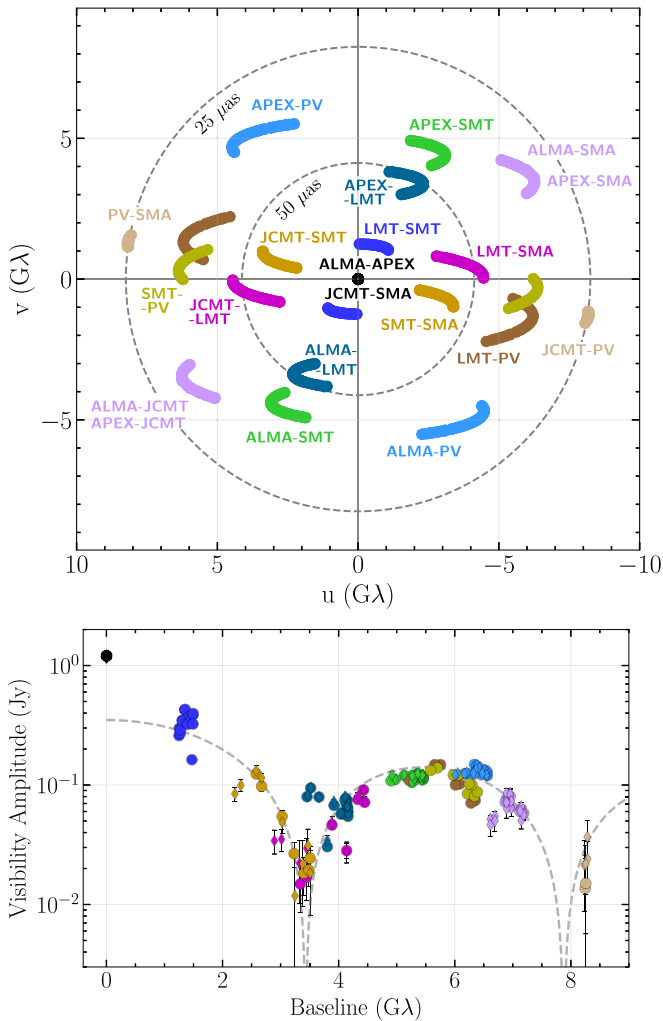 APEX-PV
25 μas
APEX-SMT
ALMA-SMA
APEX-SMA
APEX-
-LMT
50 μas
PV-SMA
JCMT-SMT
LMT-SMT
LMT-SMA
ALMA-APEX
JCMT-SMA
SMT-
-PV
JCMT-
-LMT
SMT-SMA
LMT-PV
JCMT-PV
ALMA-
-LMT
ALMA-JCMT
APEX-JCMT
ALMA-SMT
ALMA-PV
5
0
−5
v (Gλ)
10 5 0 −5 −10
u (Gλ)
10⁰
10⁻¹
10⁻²
Visibility Amplitude (Jy)
0 2 4 6 8
Baseline (Gλ)